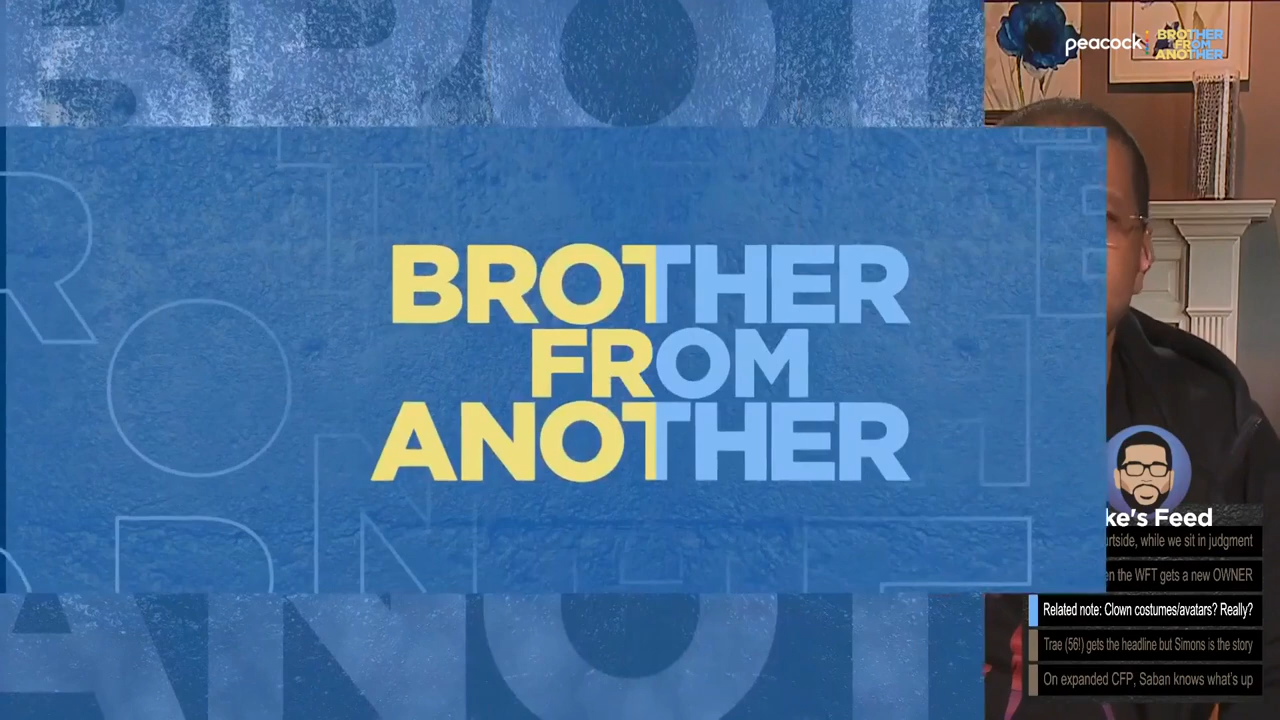 peacock
BROTHER
FROM
ANOTHER
BROTHER
FROM
ANOTHER
ke's Feed
urtside, while we sit in judgment
en the WFT gets a new OWNER
Related note: Clown costumes/avatars? Really?
Trae (56!) gets the headline but Simons is the story
On expanded CFP, Saban knows what's up